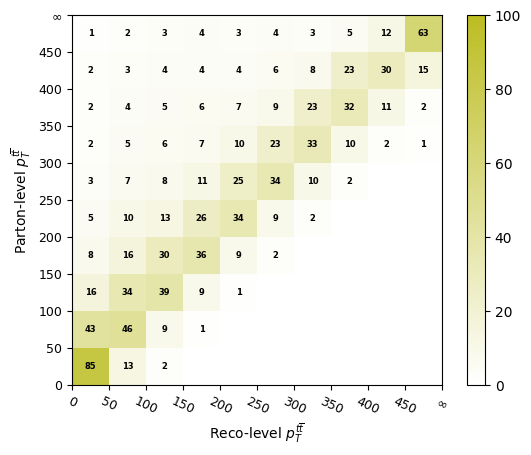 ∞
450
400
350
300
250
200
150
100
50
0
Parton-level $p_T^{t\bar{t}}$
1 2 3 4 3 4 3 5 12 63
2 3 4 4 4 6 8 23 30 15
2 4 5 6 7 9 23 32 11 2
2 5 6 7 10 23 33 10 2 1
3 7 8 11 25 34 10 2
5 10 13 26 34 9 2
8 16 30 36 9 2
16 34 39 9 1
43 46 9 1
85 13 2
0 50 100 150 200 250 300 350 400 450 ∞
Reco-level $p_T^{t\bar{t}}$
100
80
60
40
20
0